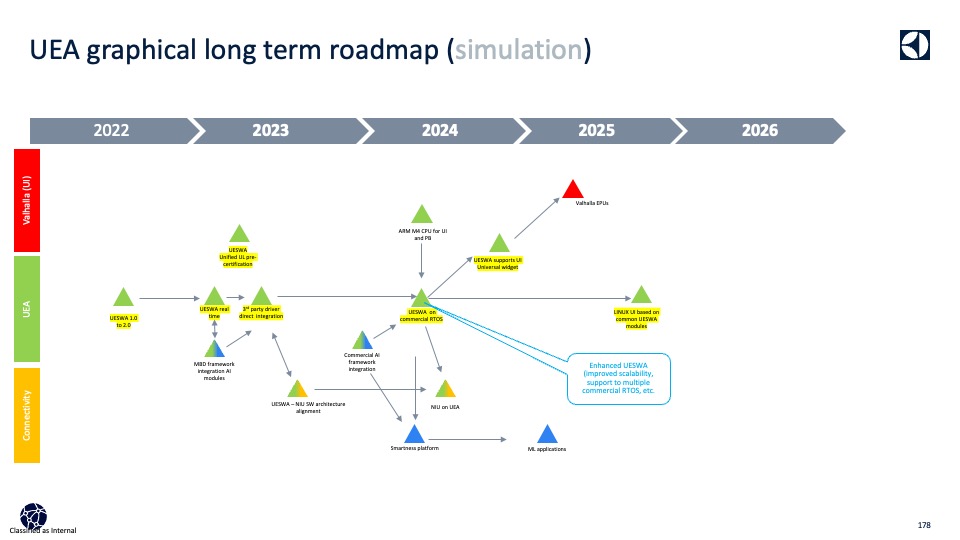 UEA graphical long term roadmap (simulation)
2022
2023
2024
2025
2026
Valhalla (UI)
UEA
Connectivity
Valhalla EPUs
ARM M4 CPU for UI
and PB
UESWA
Unified UL pre-
certification
UESWA supports UI
Universal widget
UESWA 1.0
to 2.0
UESWA real
time
3rd party driver
direct integration
UESWA on
commercial RTOS
LINUX UI based on
common UESWA
modules
MBD framework
integration AI
modules
Commercial AI
framework
integration
Enhanced UESWA
(improved scalability,
support to multiple
commercial RTOS, etc.
UESWA – NIU SW architecture
alignment
NIU on UEA
Smartness platform
ML applications
Classified as Internal
178